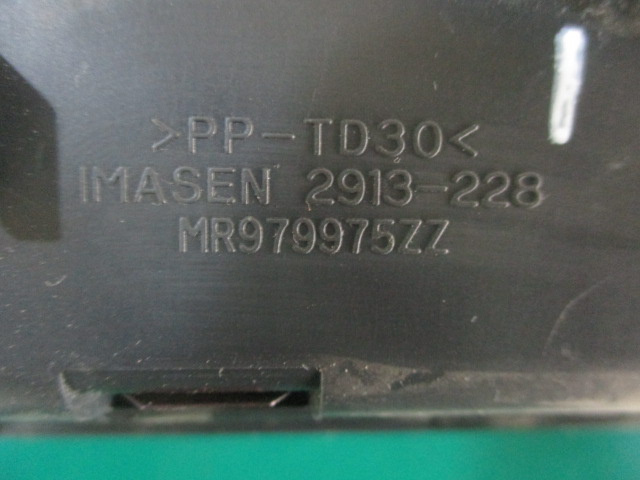 >PP-TD30<
IMASEN 2913-228
MR979975ZZ